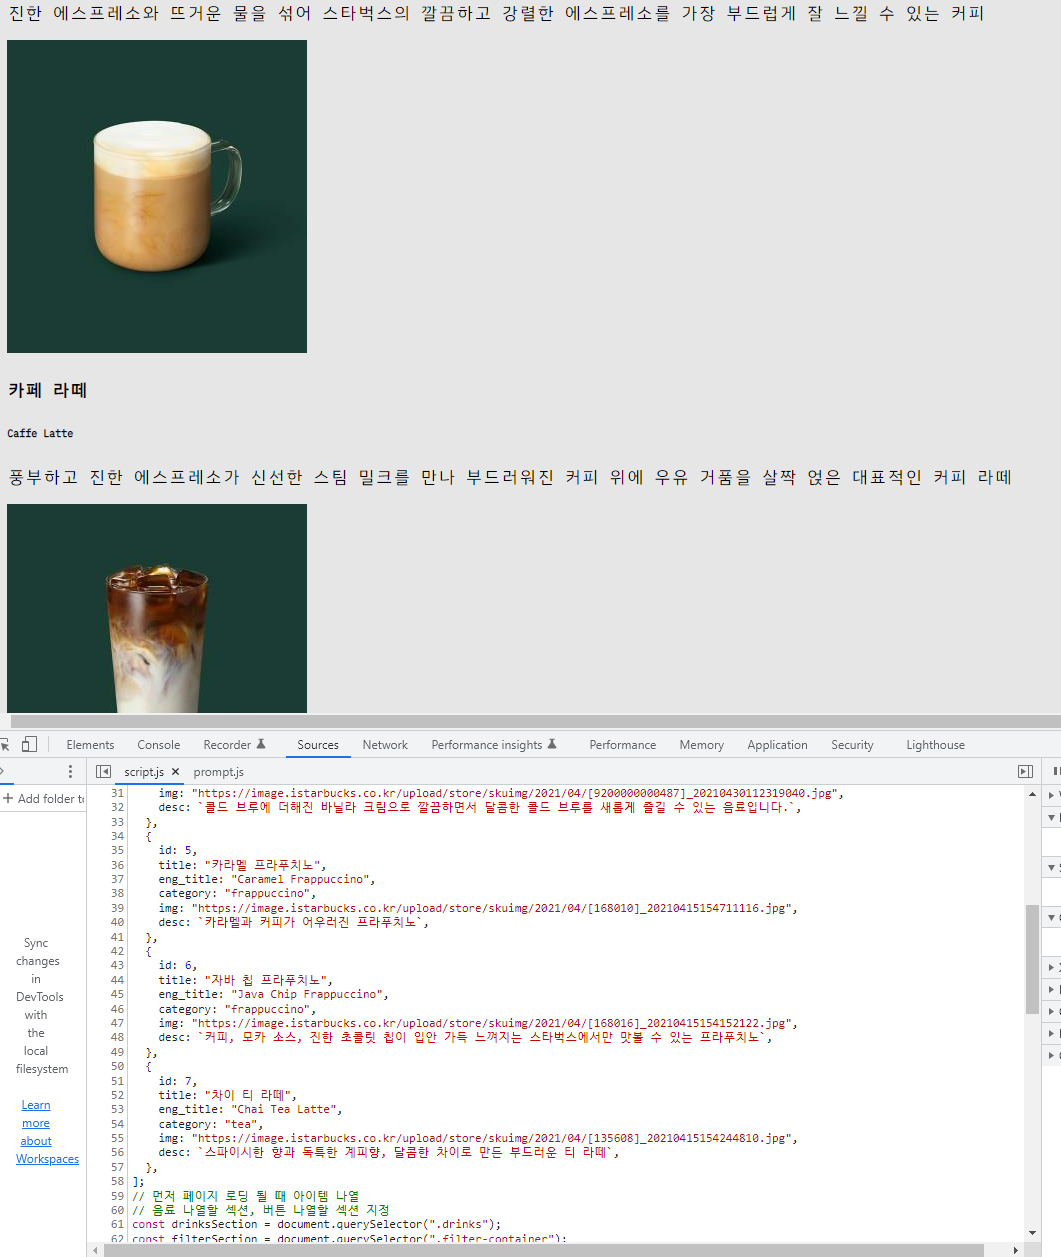 진한 에스프레소와 뜨거운 물을 섞어 스타벅스의 깔끔하고 강렬한 에스프레소를 가장 부드럽게 잘 느낄 수 있는 커피
카페 라떼
Caffe Latte
풍부하고 진한 에스프레소가 신선한 스팀 밀크를 만나 부드러워진 커피 위에 우유 거품을 살짝 얹은 대표적인 커피 라떼
Elements Console Recorder Sources Network Performance insights Performance Memory Application Security Lighthouse
script.js × prompt.js
+ Add folder t
Sync
changes
in
DevTools
with
the
local
filesystem
Learn
more
about
Workspaces
31 img: "https://image.istarbucks.co.kr/upload/store/skuimg/2021/04/[9200000000487]_20210430112319040.jpg",
32 desc: `콜드 브루에 더해진 바닐라 크림으로 깔끔하면서 달콤한 콜드 브루를 새롭게 즐길 수 있는 음료입니다.`,
33 },
34 {
35 id: 5,
36 title: "카라멜 프라푸치노",
37 eng_title: "Caramel Frappuccino",
38 category: "frappuccino",
39 img: "https://image.istarbucks.co.kr/upload/store/skuimg/2021/04/[168010]_20210415154711116.jpg",
40 desc: `카라멜과 커피가 어우러진 프라푸치노`,
41 },
42 {
43 id: 6,
44 title: "자바 칩 프라푸치노",
45 eng_title: "Java Chip Frappuccino",
46 category: "frappuccino",
47 img: "https://image.istarbucks.co.kr/upload/store/skuimg/2021/04/[168016]_20210415154152122.jpg",
48 desc: `커피, 모카 소스, 진한 초콜릿 칩이 입안 가득 느껴지는 스타벅스에서만 맛볼 수 있는 프라푸치노`,
49 },
50 {
51 id: 7,
52 title: "차이 티 라떼",
53 eng_title: "Chai Tea Latte",
54 category: "tea",
55 img: "https://image.istarbucks.co.kr/upload/store/skuimg/2021/04/[135608]_20210415154244810.jpg",
56 desc: `스파이시한 향과 독특한 계피향, 달콤한 차이로 만든 부드러운 티 라떼`,
57 },
58 ];
59 // 먼저 페이지 로딩 될 때 아이템 나열
60 // 음료 나열할 섹션, 버튼 나열할 섹션 지정
61 const drinksSection = document.querySelector(".drinks");
62 const filterSection = document.querySelector(".filter-container");